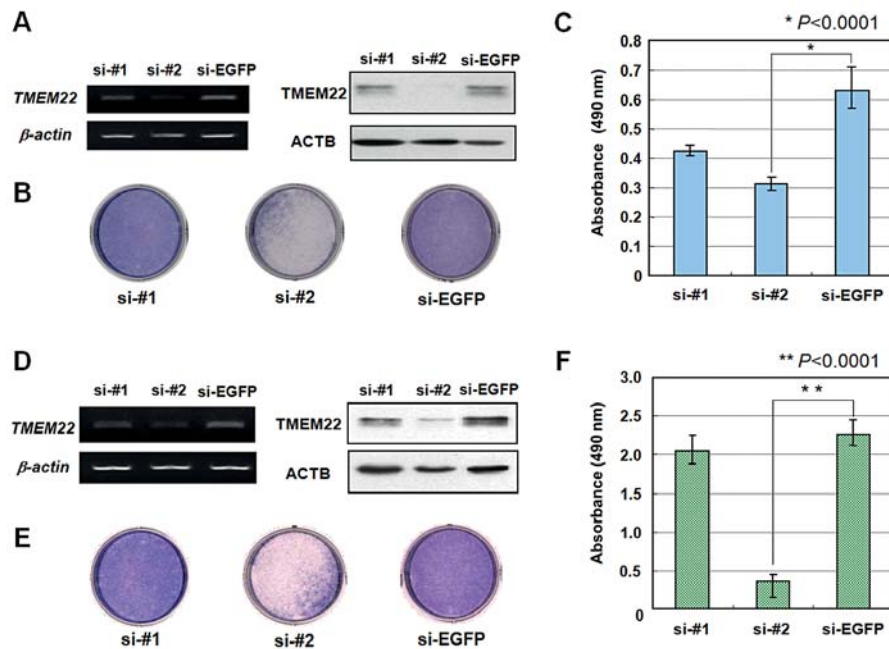 A
si-#1 si-#2 si-EGFP
TMEM22
β-actin
si-#1 si-#2 si-EGFP
TMEM22
ACTB
B
si-#1 si-#2 si-EGFP
C
* P<0.0001
*
Absorbance (490 nm)
0.8
0.7
0.6
0.5
0.4
0.3
0.2
0.1
0
si-#1 si-#2 si-EGFP
D
si-#1 si-#2 si-EGFP
TMEM22
β-actin
si-#1 si-#2 si-EGFP
TMEM22
ACTB
E
si-#1 si-#2 si-EGFP
F
** P<0.0001
* *
Absorbance (490 nm)
3.0
2.5
2.0
1.5
1.0
0.5
0
si-#1 si-#2 si-EGFP